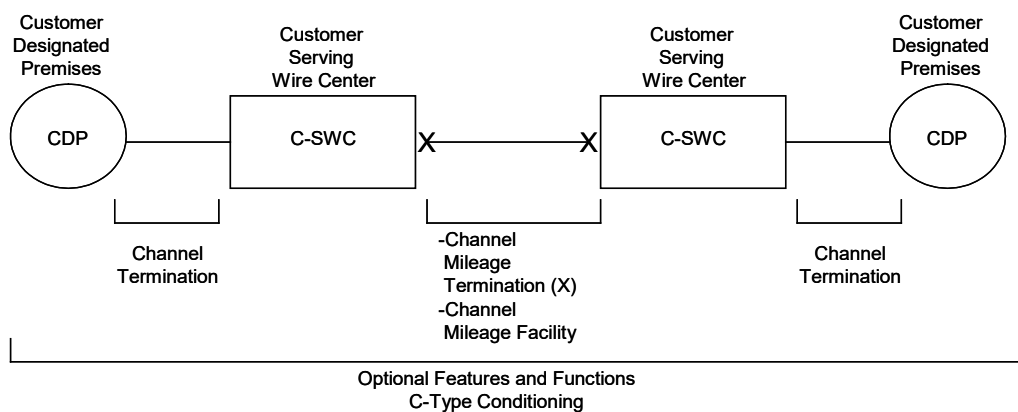 Customer
Designated
Premises
Customer
Serving
Wire Center
Customer
Serving
Wire Center
Customer
Designated
Premises
CDP
C-SWC
X
X
C-SWC
CDP
Channel
Termination
-Channel
Mileage
Termination (X)
-Channel
Mileage Facility
Channel
Termination
Optional Features and Functions
C-Type Conditioning